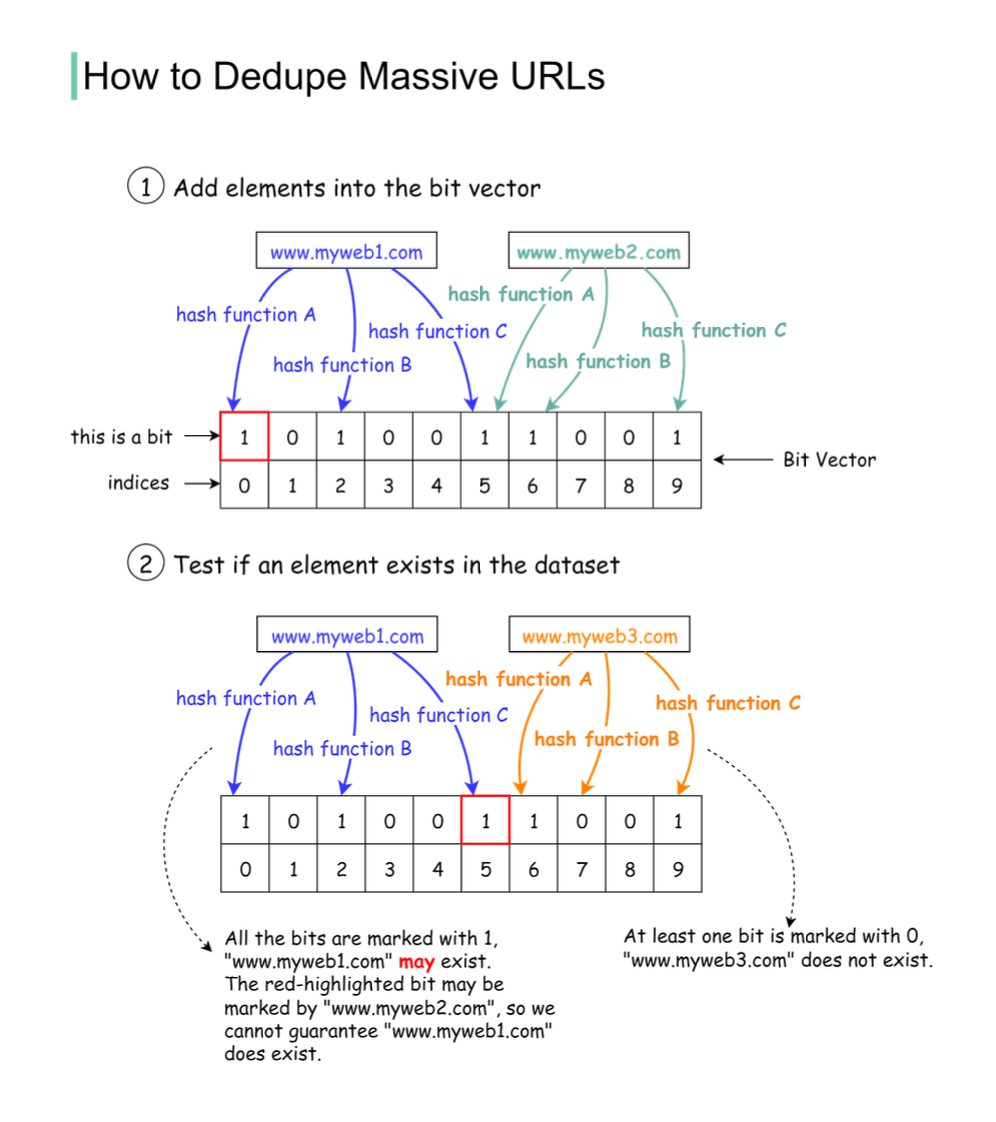 How to Dedupe Massive URLs
1 Add elements into the bit vector
www.myweb1.com www.myweb2.com
hash function A
hash function A
hash function C
hash function C
hash function B
hash function B
this is a bit 1 0 1 0 0 1 1 0 0 1
Bit Vector
indices 0 1 2 3 4 5 6 7 8 9
2 Test if an element exists in the dataset
www.myweb1.com www.myweb3.com
hash function A
hash function A
hash function C
hash function C
hash function B
hash function B
1 0 1 0 0 1 1 0 0 1
0 1 2 3 4 5 6 7 8 9
All the bits are marked with 1,
"www.myweb1.com" may exist.
The red-highlighted bit may be
marked by "www.myweb2.com", so we
cannot guarantee "www.myweb1.com"
does exist.
At least one bit is marked with 0,
"www.myweb3.com" does not exist.